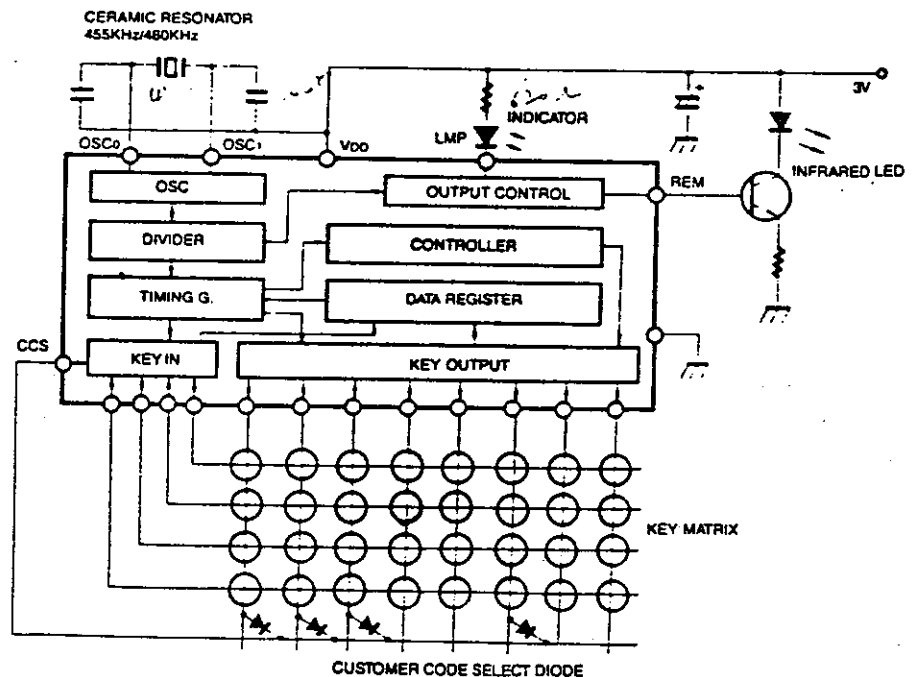 CERAMIC RESONATOR
455KHz/480KHz
3V
INDICATOR
LMP
OSC0
OSC1
VDD
INFRARED LED
REM
OSC
OUTPUT CONTROL
DIVIDER
CONTROLLER
TIMING G.
DATA REGISTER
CCS
KEY IN
KEY OUTPUT
KEY MATRIX
CUSTOMER CODE SELECT DIODE